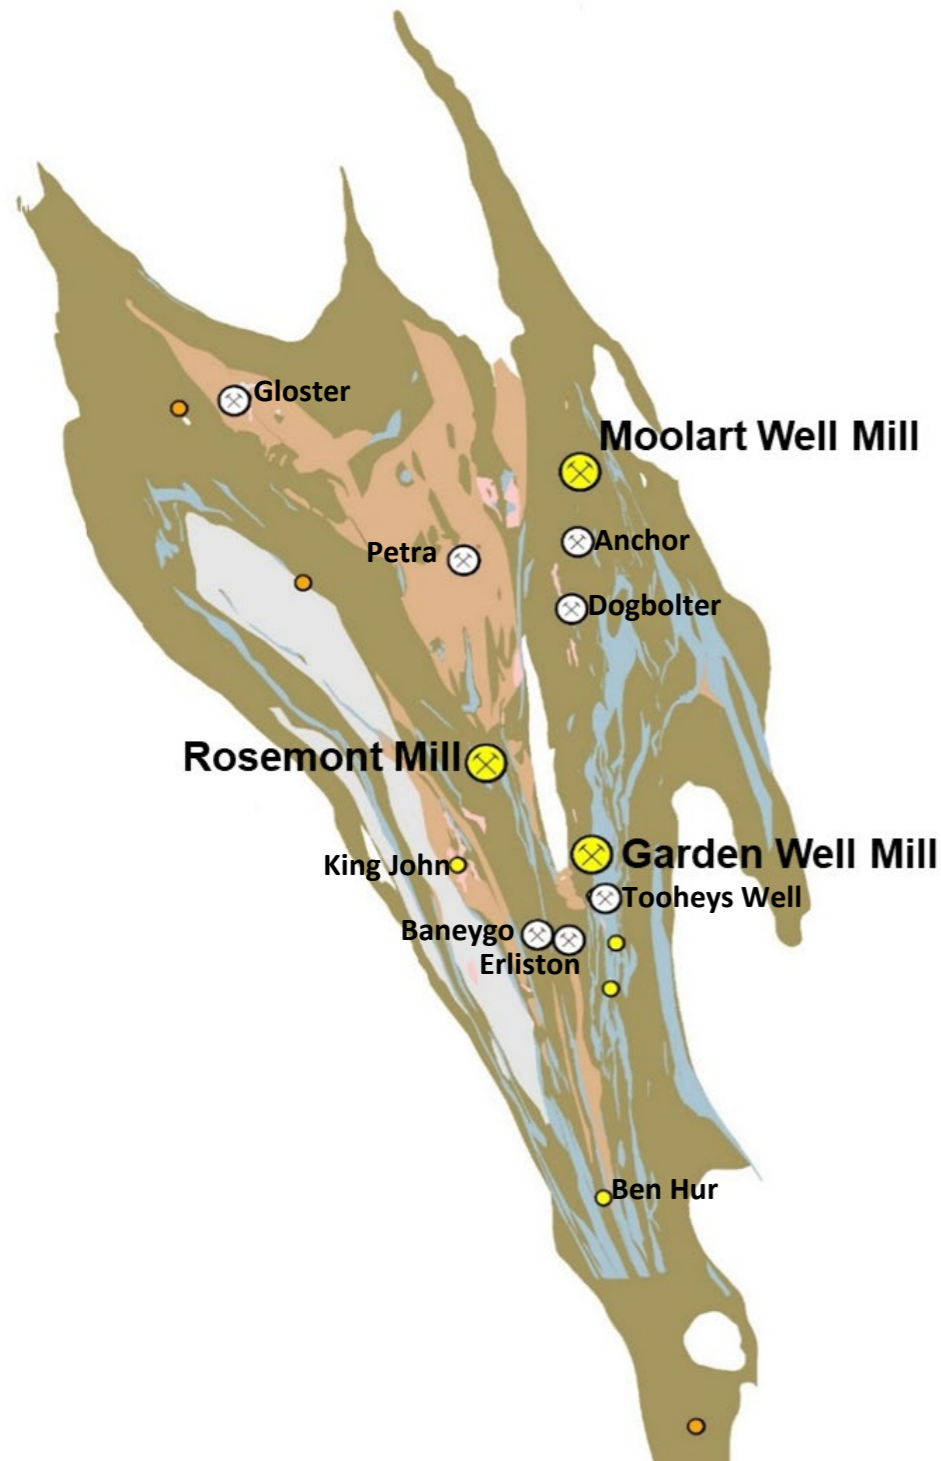 Gloster
Moolart Well Mill
Anchor
Petra
Dogbolter
Rosemont Mill
Garden Well Mill
King John
Tooheys Well
Baneygo
Erliston
Ben Hur